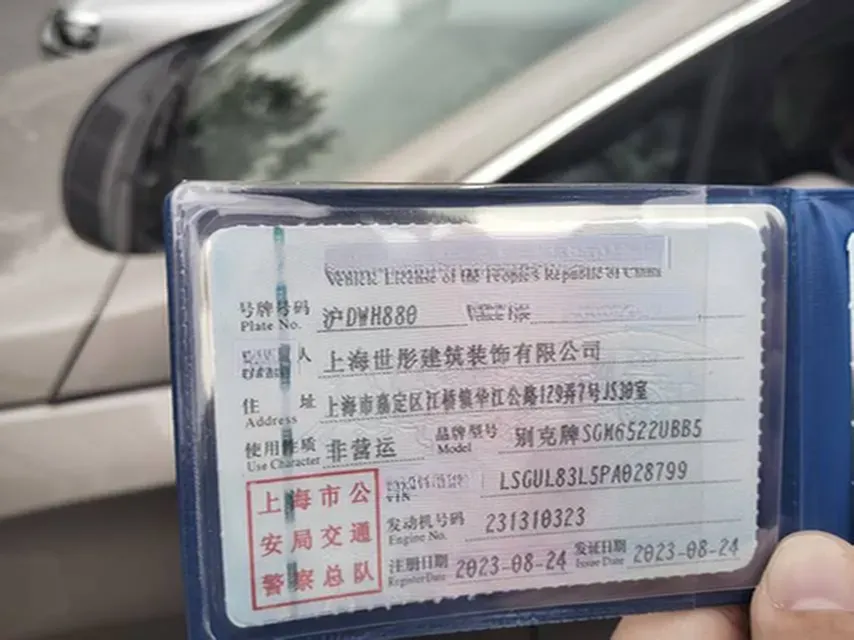 Vehicle License of the People's Republic of China
号牌号码 沪DWH880 Vehicle Type
Plate No.
人 上海世彤建筑装饰有限公司
住 址 上海市嘉定区江桥镇华江公路129弄7号JS30室
Address
使用性质 非营运 品牌型号 别克牌SGM6522UBB5
Use Character Model
LSGUL83L5PA028799
VIN
上海市公 发动机号码 231310323
安局交通 Engine No.
警察总队 注册日期 2023-08-24 发证日期 2023-08-24
Register Date Issue Date